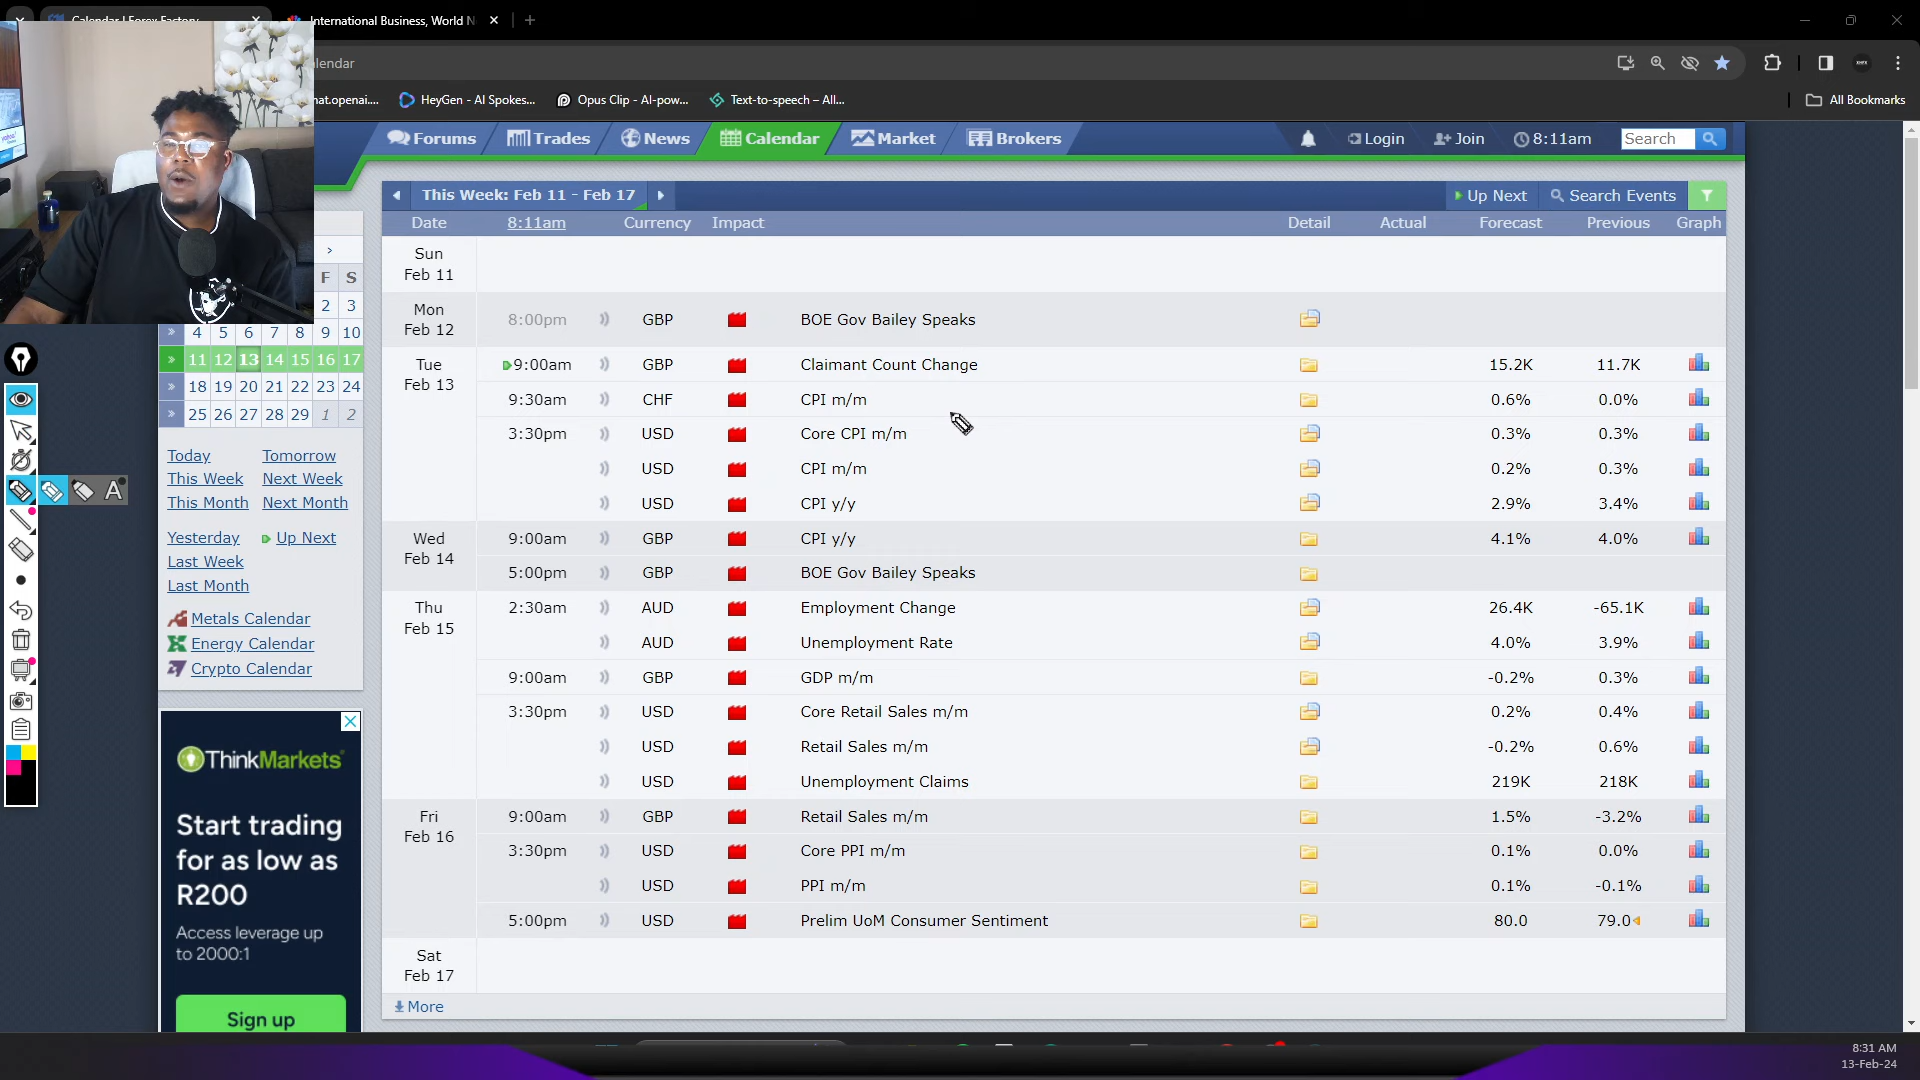 Calendar | Forex Factory
International Business, World N
alendar
hat.openai....
HeyGen - AI Spokes...
Opus Clip - AI-pow...
Text-to-speech – All...
All Bookmarks
Forums
Trades
News
Calendar
Market
Brokers
Login
Join
8:11am
Search
This Week: Feb 11 - Feb 17
Up Next
Search Events
Date 8:11am Currency Impact Detail Actual Forecast Previous Graph
Sun
Feb 11
Mon
Feb 12
8:00pm GBP BOE Gov Bailey Speaks
Tue
Feb 13
9:00am GBP Claimant Count Change 15.2K 11.7K
9:30am CHF CPI m/m 0.6% 0.0%
3:30pm USD Core CPI m/m 0.3% 0.3%
USD CPI m/m 0.2% 0.3%
USD CPI y/y 2.9% 3.4%
Wed
Feb 14
9:00am GBP CPI y/y 4.1% 4.0%
5:00pm GBP BOE Gov Bailey Speaks
Thu
Feb 15
2:30am AUD Employment Change 26.4K -65.1K
AUD Unemployment Rate 4.0% 3.9%
9:00am GBP GDP m/m -0.2% 0.3%
3:30pm USD Core Retail Sales m/m 0.2% 0.4%
USD Retail Sales m/m -0.2% 0.6%
USD Unemployment Claims 219K 218K
Fri
Feb 16
9:00am GBP Retail Sales m/m 1.5% -3.2%
3:30pm USD Core PPI m/m 0.1% 0.0%
USD PPI m/m 0.1% -0.1%
5:00pm USD Prelim UoM Consumer Sentiment 80.0 79.0
Sat
Feb 17
More
F S
2 3
4 5 6 7 8 9 10
11 12 13 14 15 16 17
18 19 20 21 22 23 24
25 26 27 28 29 1 2
Today Tomorrow
This Week Next Week
This Month Next Month
Yesterday Up Next
Last Week
Last Month
Metals Calendar
Energy Calendar
Crypto Calendar
A
ThinkMarkets
Start trading
for as low as
R200
Access leverage up
to 2000:1
Sign up
8:31 AM
13-Feb-24